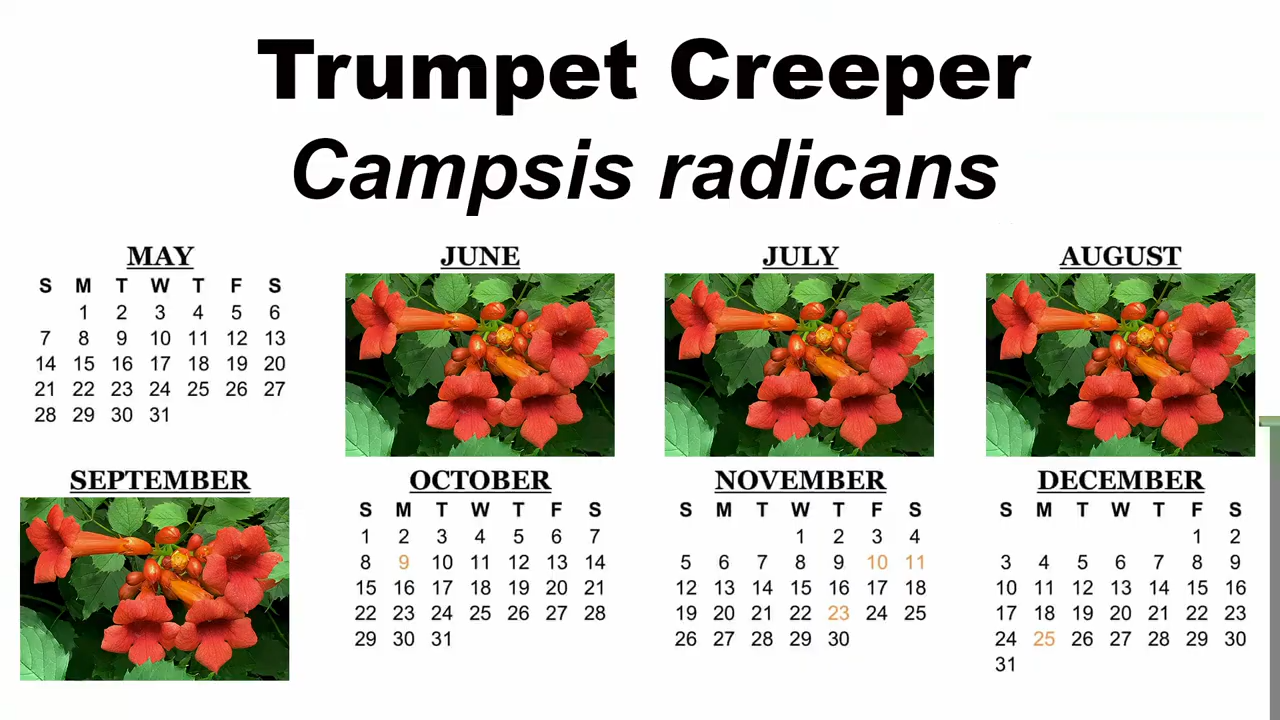 Trumpet Creeper
Campsis radicans
MAY
S M T W T F S
1 2 3 4 5 6
7 8 9 10 11 12 13
14 15 16 17 18 19 20
21 22 23 24 25 26 27
28 29 30 31
JUNE
JULY
AUGUST
SEPTEMBER
OCTOBER
S M T W T F S
1 2 3 4 5 6 7
8 9 10 11 12 13 14
15 16 17 18 19 20 21
22 23 24 25 26 27 28
29 30 31
NOVEMBER
S M T W T F S
1 2 3 4
5 6 7 8 9 10 11
12 13 14 15 16 17 18
19 20 21 22 23 24 25
26 27 28 29 30
DECEMBER
S M T W T F S
1 2
3 4 5 6 7 8 9
10 11 12 13 14 15 16
17 18 19 20 21 22 23
24 25 26 27 28 29 30
31